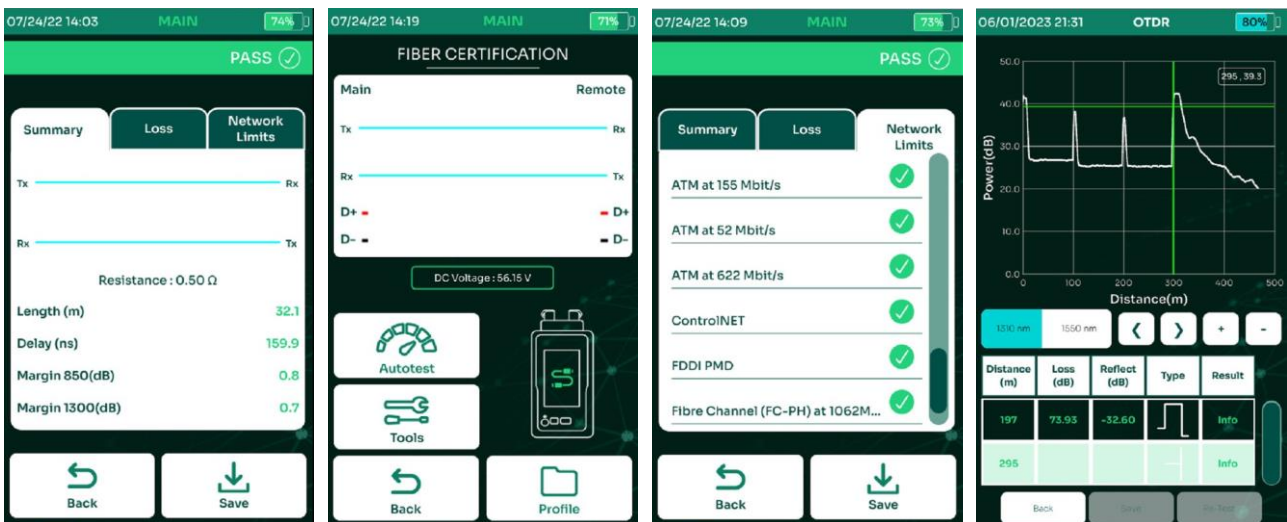 07/24/22 14:03 MAIN 74%
PASS
Summary Loss Network Limits
Tx Rx
Rx Tx
Resistance : 0.50 Ω
Length (m) 32.1
Delay (ns) 159.9
Margin 850(dB) 0.8
Margin 1300(dB) 0.7
Back Save
07/24/22 14:19 MAIN 71%
FIBER CERTIFICATION
Main Remote
Tx Rx
Rx Tx
D+ - - D+
D- - - D-
DC Voltage : 56.15 V
Autotest
Tools
Back Profile
07/24/22 14:09 MAIN 73%
PASS
Summary Loss Network Limits
ATM at 155 Mbit/s
ATM at 52 Mbit/s
ATM at 622 Mbit/s
ControlNET
FDDI PMD
Fibre Channel (FC-PH) at 1062M...
Back Save
06/01/2023 21:31 OTDR 80%
295 , 39.3
50.0
40.0
30.0
20.0
10.0
0.0
Power(dB)
0 100 200 300 400 500
Distance(m)
1310 nm 1550 nm ❮ ❯ + -
Distance (m) Loss (dB) Reflect (dB) Type Result
197 73.93 -32.60 Info
295 Info
Back Save Re-Test